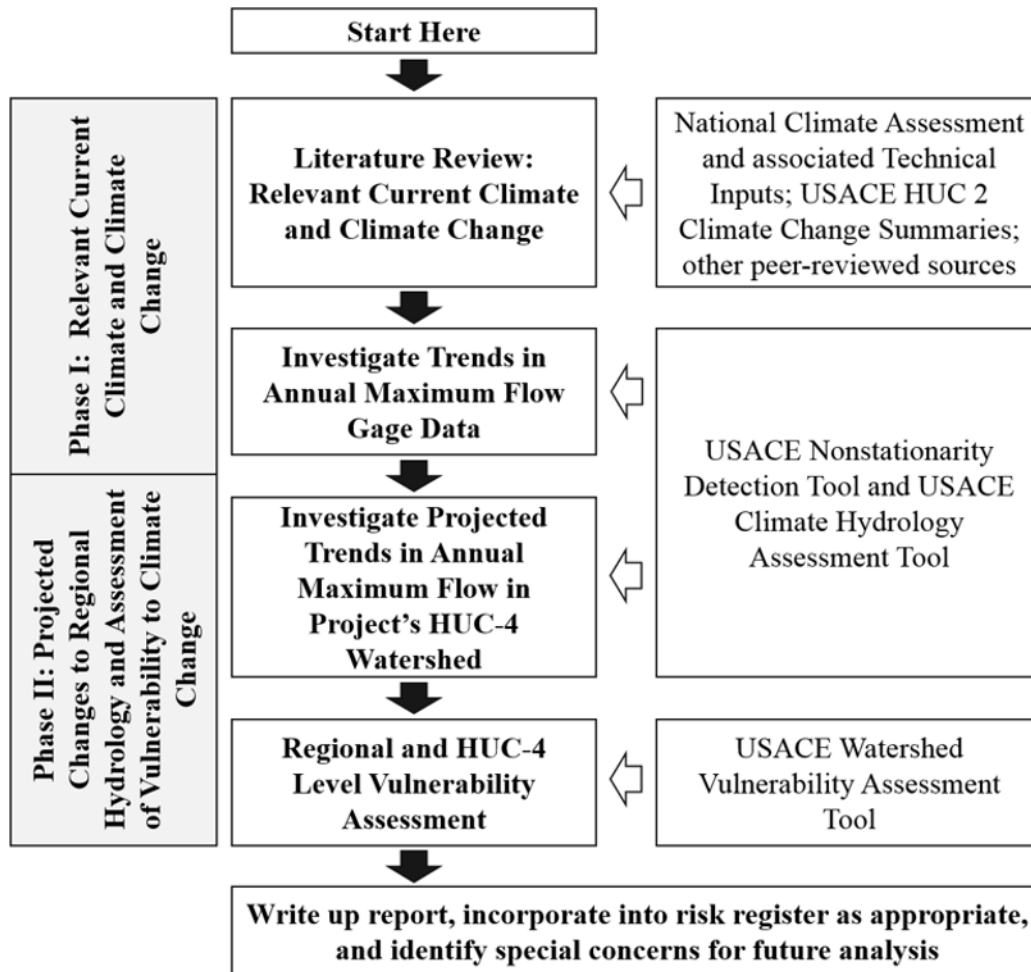 Start Here
Phase I: Relevant Current
Climate and Climate
Change
Literature Review:
Relevant Current Climate
and Climate Change
National Climate Assessment
and associated Technical
Inputs; USACE HUC 2
Climate Change Summaries;
other peer-reviewed sources
Investigate Trends in
Annual Maximum Flow
Gage Data
USACE Nonstationarity
Detection Tool and USACE
Climate Hydrology
Assessment Tool
Phase II: Projected
Changes to Regional
Hydrology and Assessment
of Vulnerability to Climate
Change
Investigate Projected
Trends in Annual
Maximum Flow in
Project’s HUC-4
Watershed
Regional and HUC-4
Level Vulnerability
Assessment
USACE Watershed
Vulnerability Assessment
Tool
Write up report, incorporate into risk register as appropriate,
and identify special concerns for future analysis